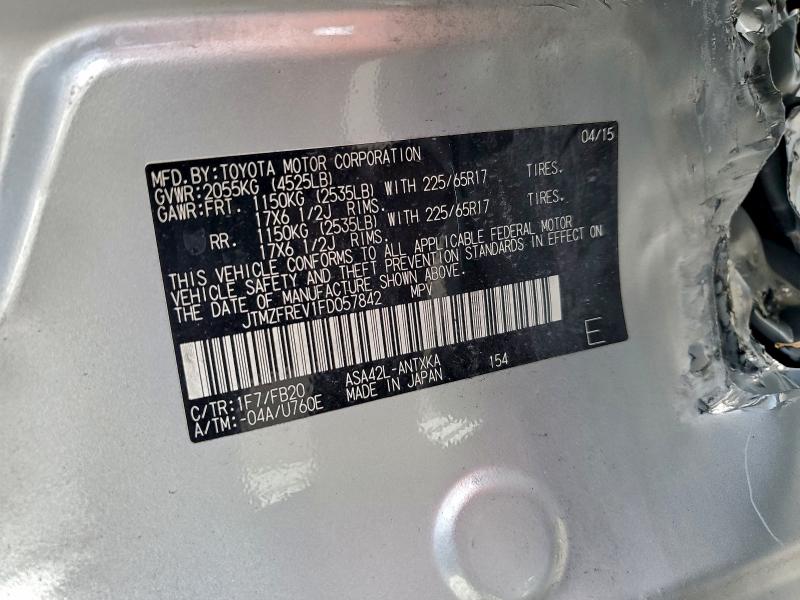 04/15
MFD.BY:TOYOTA MOTOR CORPORATION
GVWR:2055KG (4525LB)
GAWR:FRT. 1150KG (2535LB) WITH 225/65R17 TIRES.
17X6 1/2J RIMS.
RR. 1150KG (2535LB) WITH 225/65R17 TIRES.
17X6 1/2J RIMS.
THIS VEHICLE CONFORMS TO ALL APPLICABLE FEDERAL MOTOR
VEHICLE SAFETY AND THEFT PREVENTION STANDARDS IN EFFECT ON
THE DATE OF MANUFACTURE SHOWN ABOVE.
JTMZFREV1FD057842 MPV
E
C/TR:1F7/FB20 ASA42L-ANTXKA 154
A/TM:-04A/U760E MADE IN JAPAN